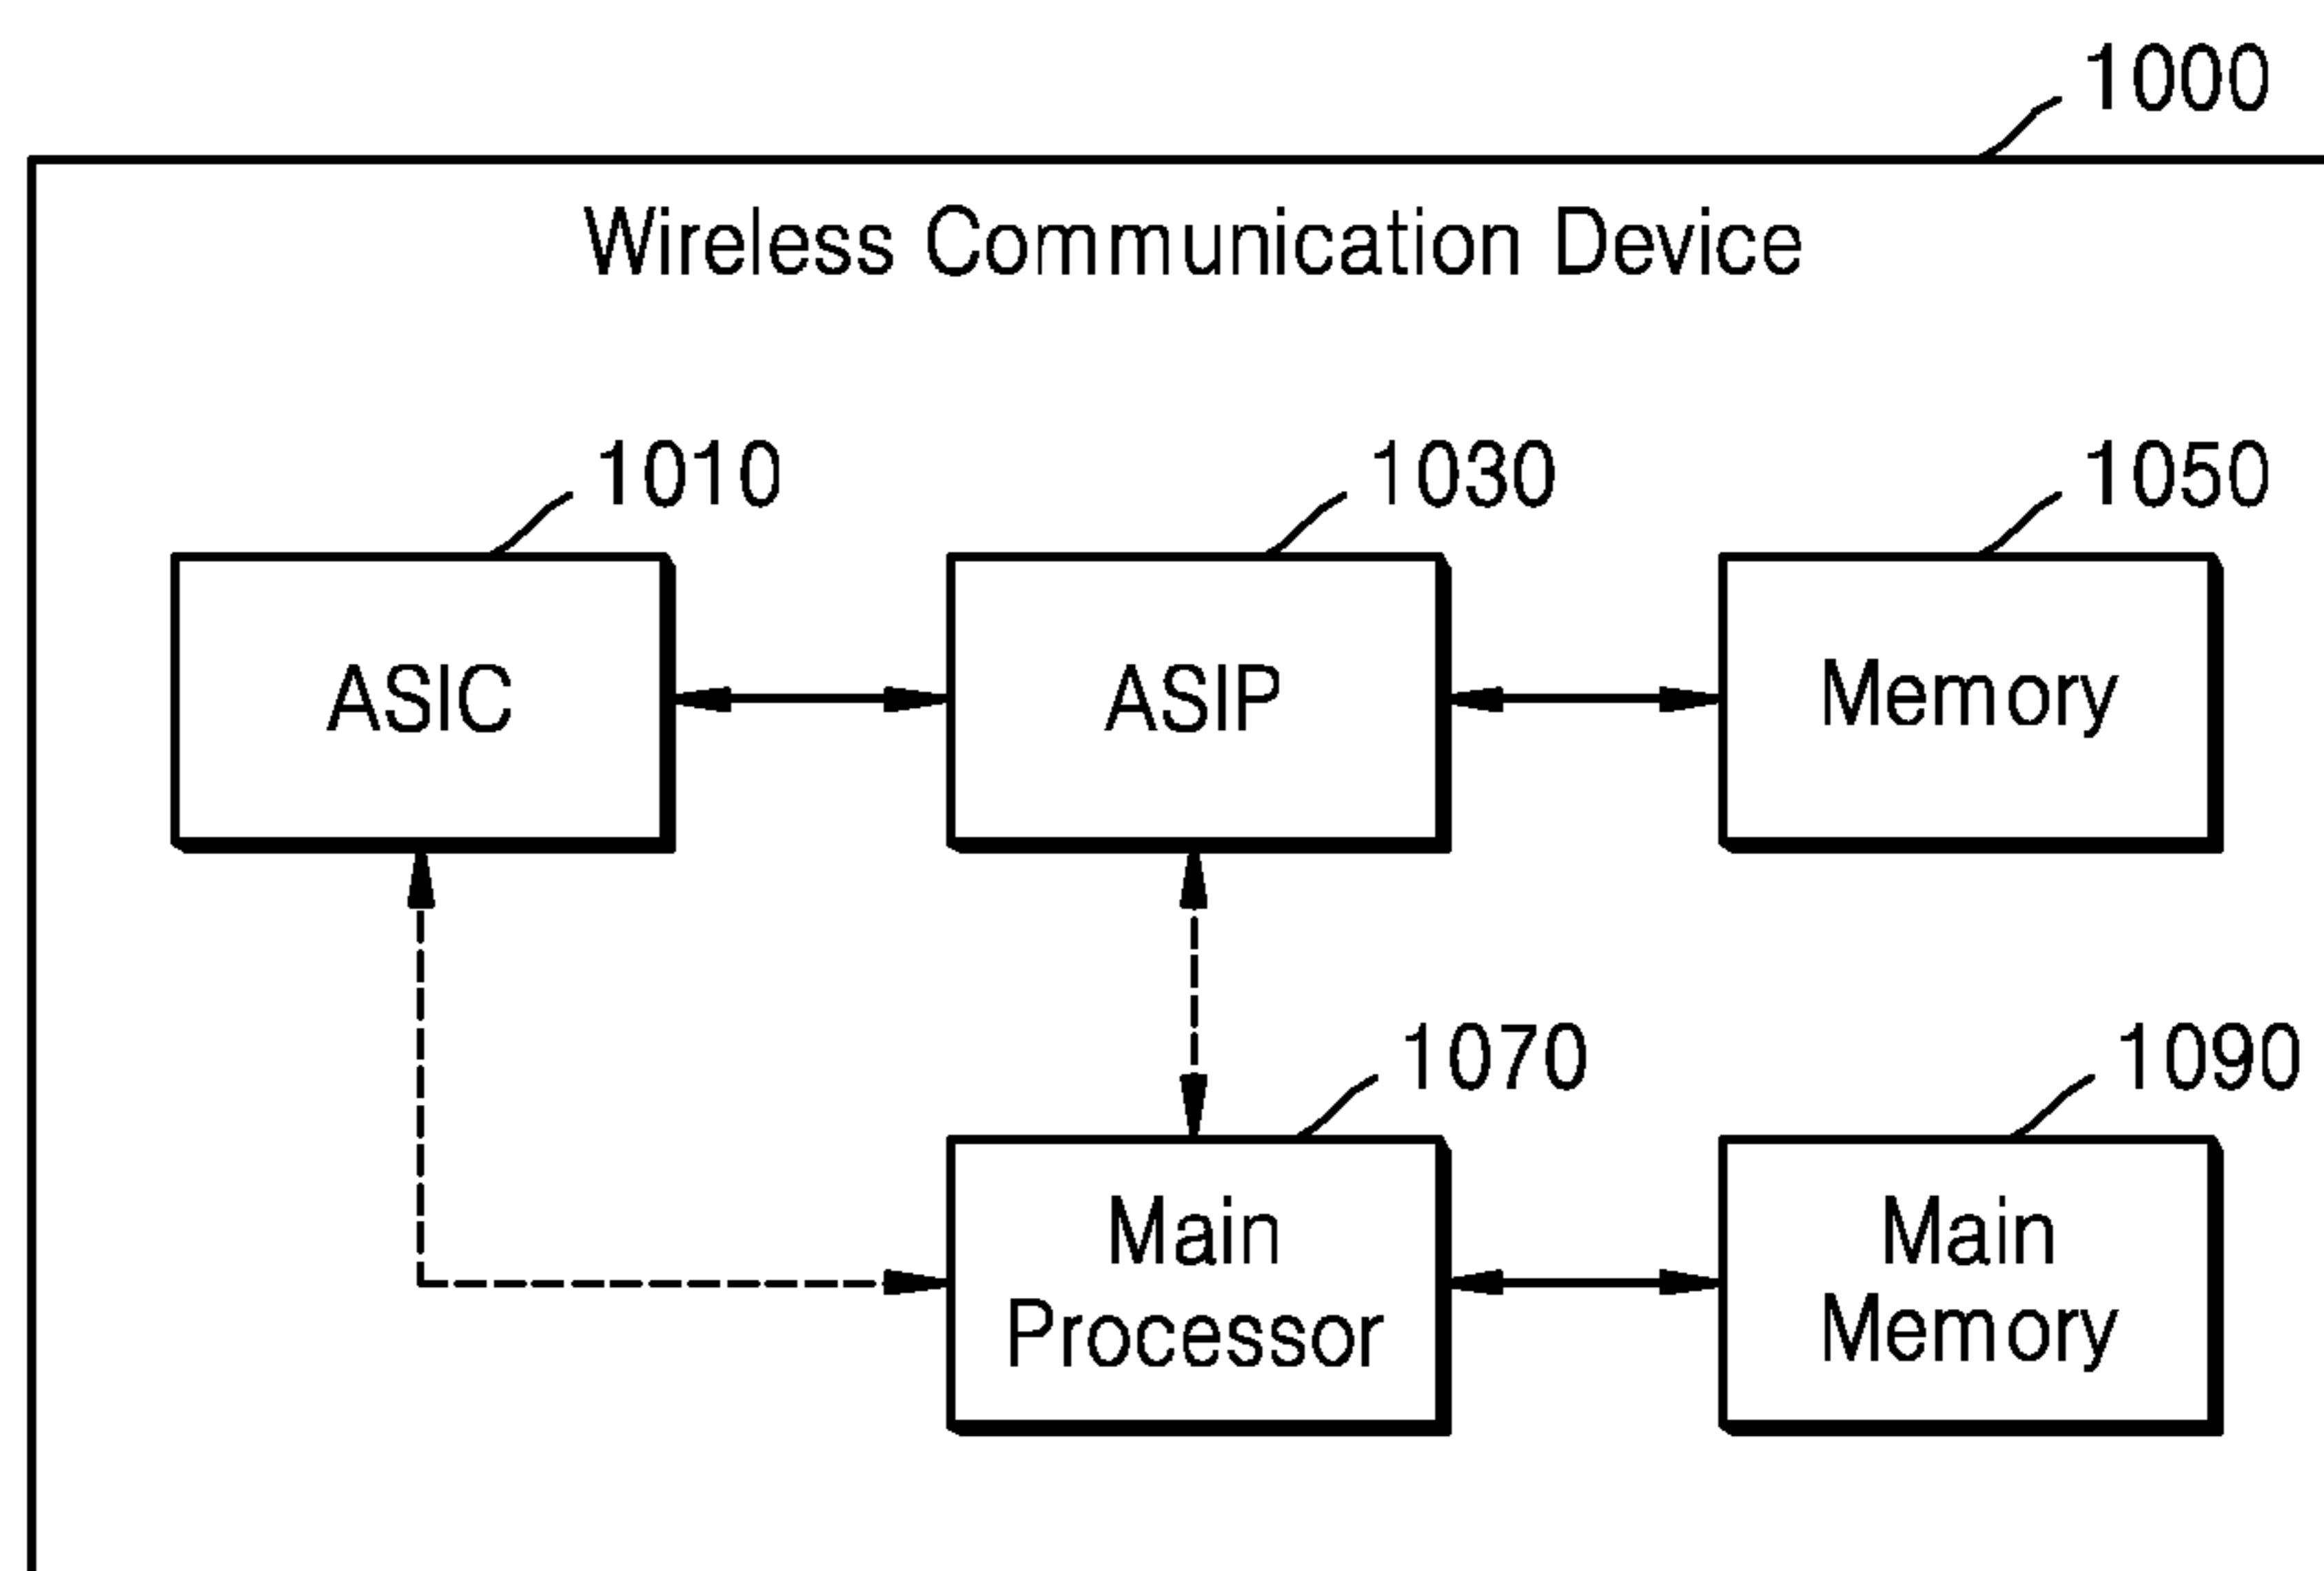 1000
Wireless Communication Device
1010
1030
1050
ASIC
ASIP
Memory
1070
1090
Main
Processor
Main
Memory